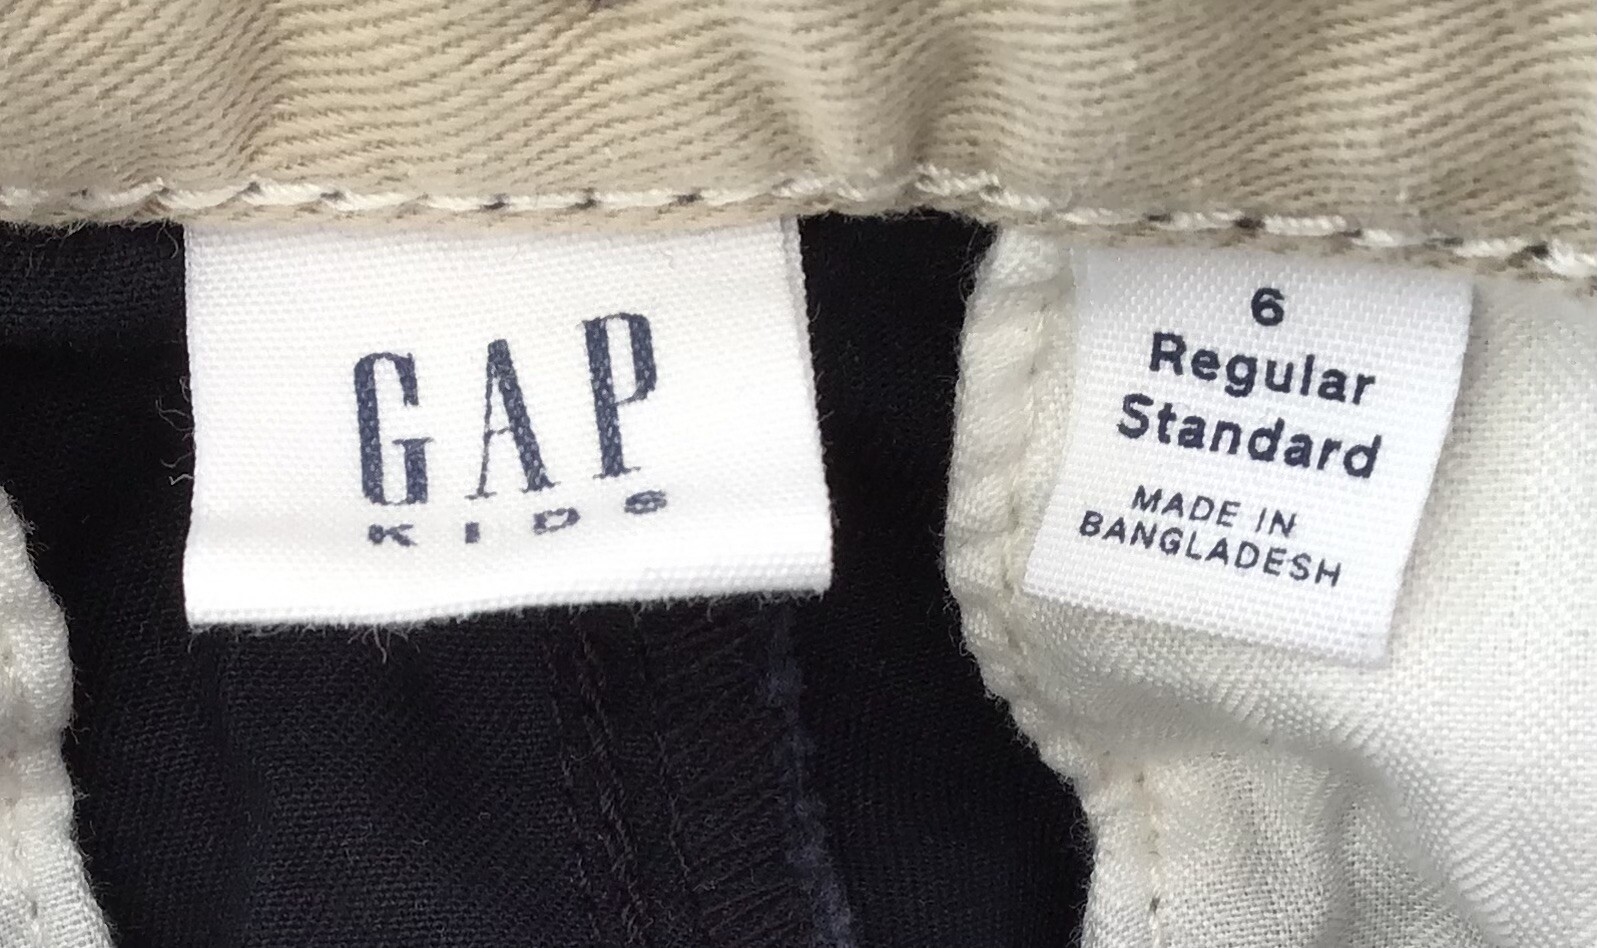 GAP
KIDS
6
Regular
Standard
MADE IN
BANGLADESH